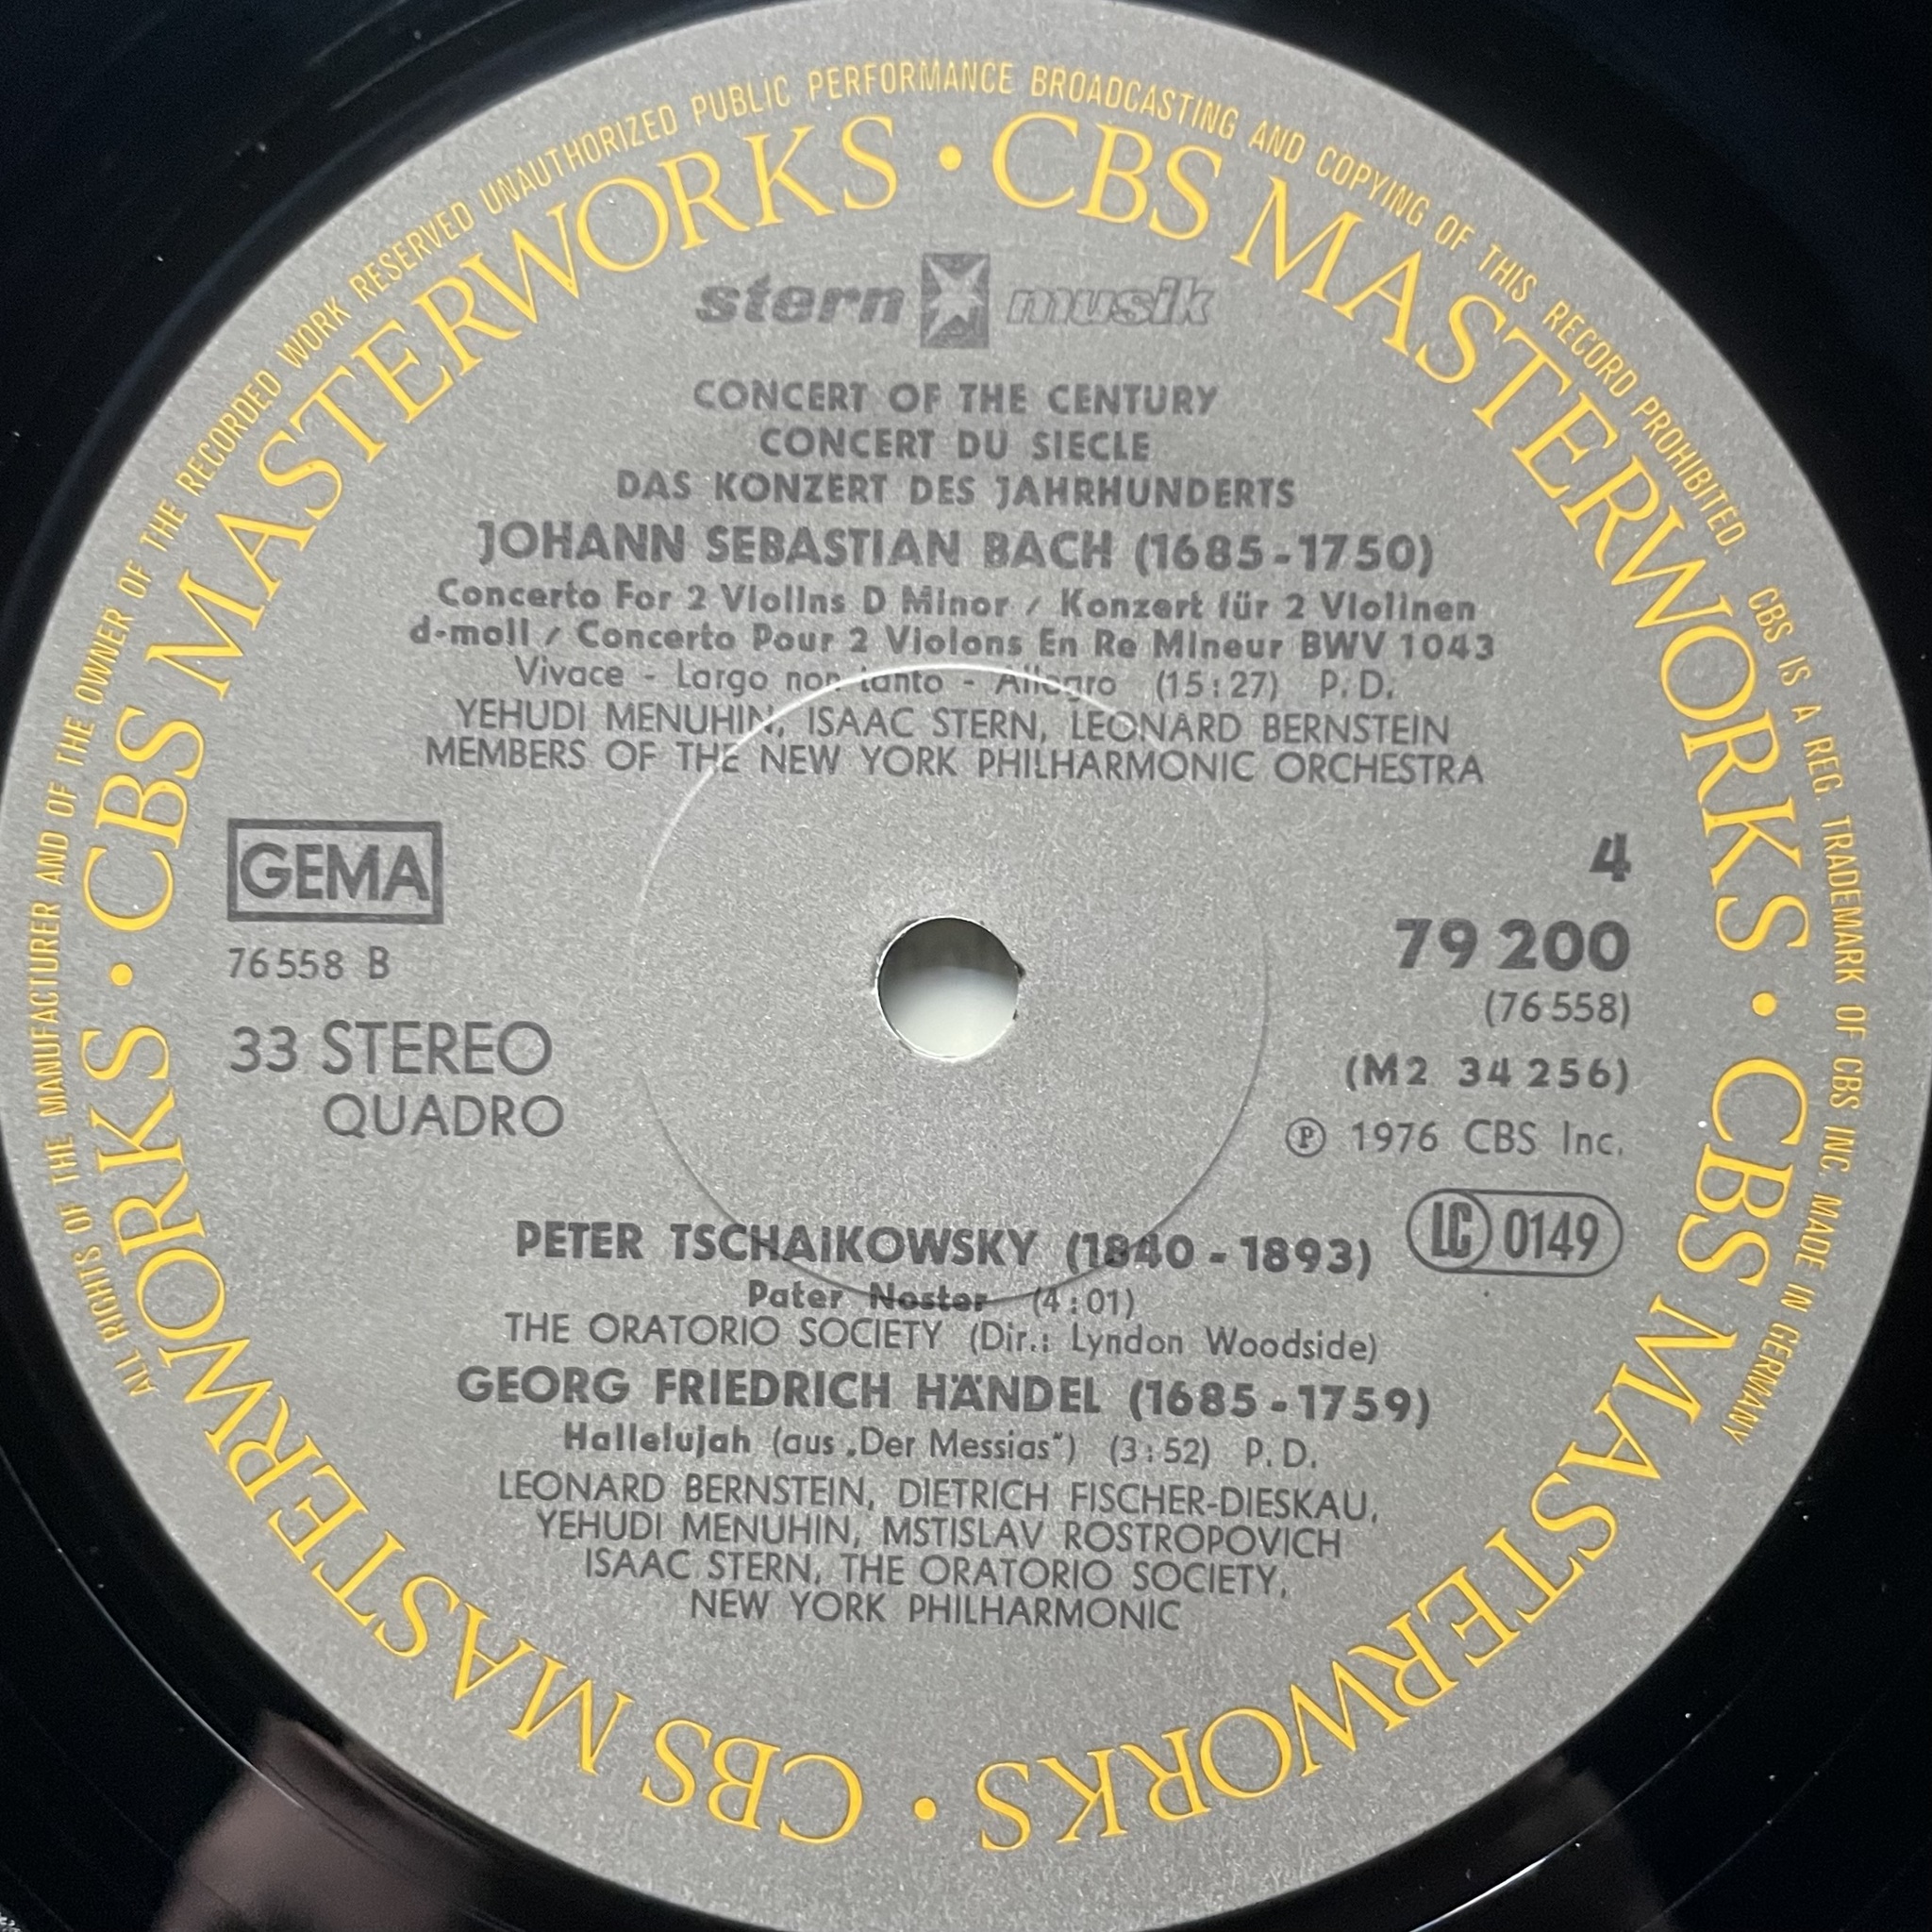 ALL RIGHTS OF THE MANUFACTURER AND OF THE OWNER OF THE RECORDED WORK RESERVED UNAUTHORIZED PUBLIC PERFORMANCE BROADCASTING AND COPYING OF THIS RECORD PROHIBITED. CBS IS A REG. TRADEMARK OF CBS INC. MADE IN GERMANY
CBS MASTERWORKS • CBS MASTERWORKS • CBS MASTERWORKS • CBS MASTERWORKS •
stern musik
CONCERT OF THE CENTURY
CONCERT DU SIECLE
DAS KONZERT DES JAHRHUNDERTS
JOHANN SEBASTIAN BACH (1685-1750)
Concerto For 2 Violins D Minor / Konzert für 2 Violinen
d-moll / Concerto Pour 2 Violons En Re Mineur BWV 1043
Vivace - Largo non tanto - Allegro (15:27) P.D.
YEHUDI MENUHIN, ISAAC STERN, LEONARD BERNSTEIN
MEMBERS OF THE NEW YORK PHILHARMONIC ORCHESTRA
GEMA
76558 B
33 STEREO
QUADRO
4
79 200
(76 558)
(M2 34 256)
℗ 1976 CBS Inc.
LC 0149
PETER TSCHAIKOWSKY (1840-1893)
Pater Noster (4:01)
THE ORATORIO SOCIETY (Dir.: Lyndon Woodside)
GEORG FRIEDRICH HÄNDEL (1685-1759)
Hallelujah (aus „Der Messias“) (3:52) P.D.
LEONARD BERNSTEIN, DIETRICH FISCHER-DIESKAU,
YEHUDI MENUHIN, MSTISLAV ROSTROPOVICH
ISAAC STERN, THE ORATORIO SOCIETY,
NEW YORK PHILHARMONIC